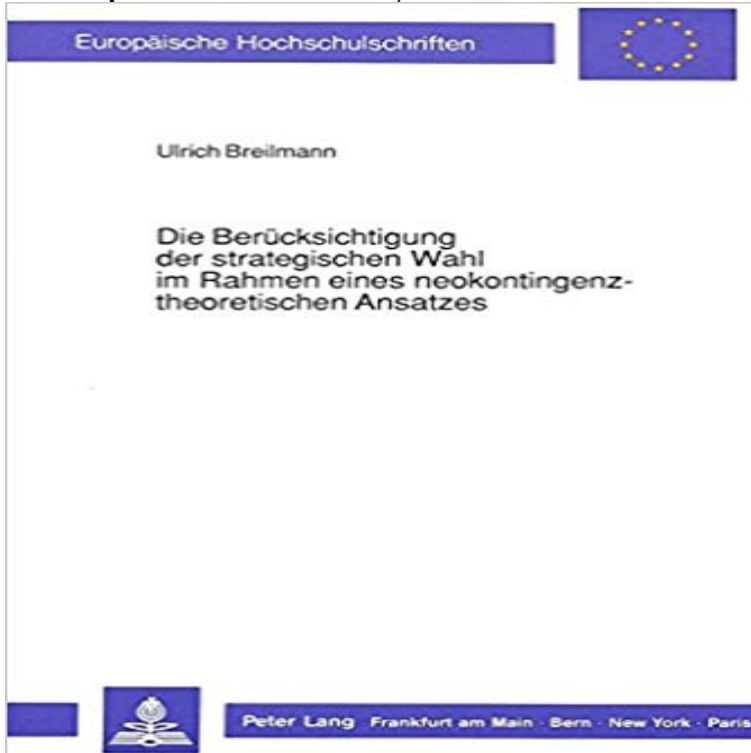 Europäische Hochschulschriften
Ulrich Breilmann
Die Berücksichtigung
der strategischen Wahl
im Rahmen eines neokontingenz-
theoretischen Ansatzes
Peter Lang Frankfurt am Main · Bern · New York · Paris